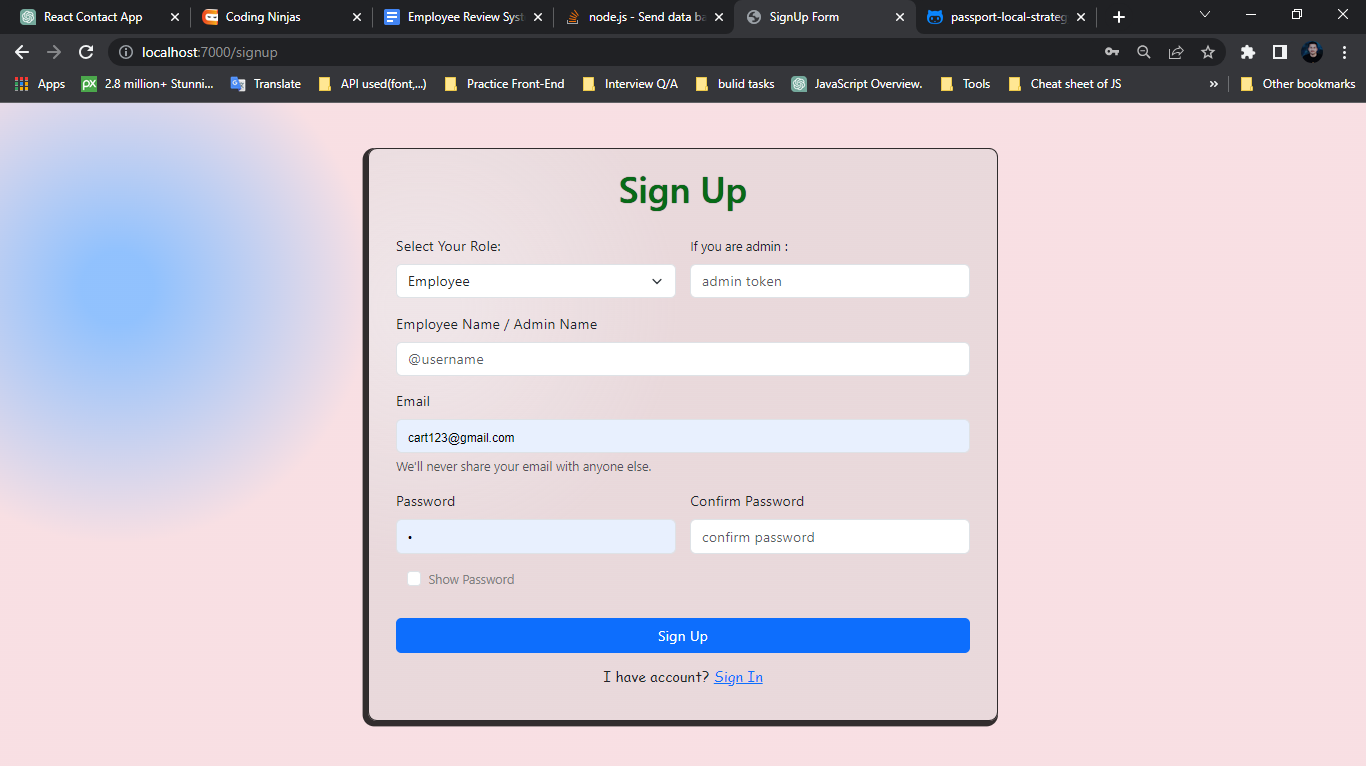 React Contact App
Coding Ninjas
Employee Review Syst
node.js - Send data ba
SignUp Form
passport-local-strateg
localhost:7000/signup
Apps
px 2.8 million+ Stunni...
Translate
API used(font,...)
Practice Front-End
Interview Q/A
bulid tasks
JavaScript Overview.
Tools
Cheat sheet of JS
»
Other bookmarks
Sign Up
Select Your Role:
If you are admin :
Employee
admin token
Employee Name / Admin Name
@username
Email
cart123@gmail.com
We'll never share your email with anyone else.
Password
Confirm Password
•
confirm password
Show Password
Sign Up
I have account? Sign In